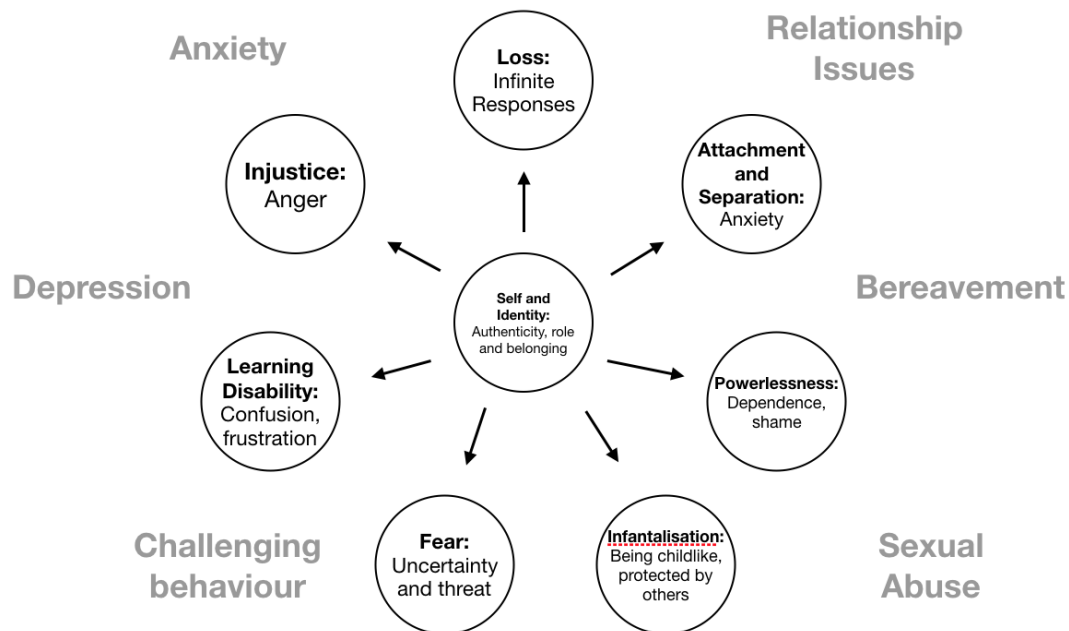 Anxiety
Loss:
Infinite
Responses
Relationship
Issues
Injustice:
Anger
Attachment
and
Separation:
Anxiety
Depression
Self and
Identity:
Authenticity, role
and belonging
Bereavement
Learning
Disability:
Confusion,
frustration
Powerlessness:
Dependence,
shame
Challenging
behaviour
Fear:
Uncertainty
and threat
Infantalisation:
Being childlike,
protected by
others
Sexual
Abuse